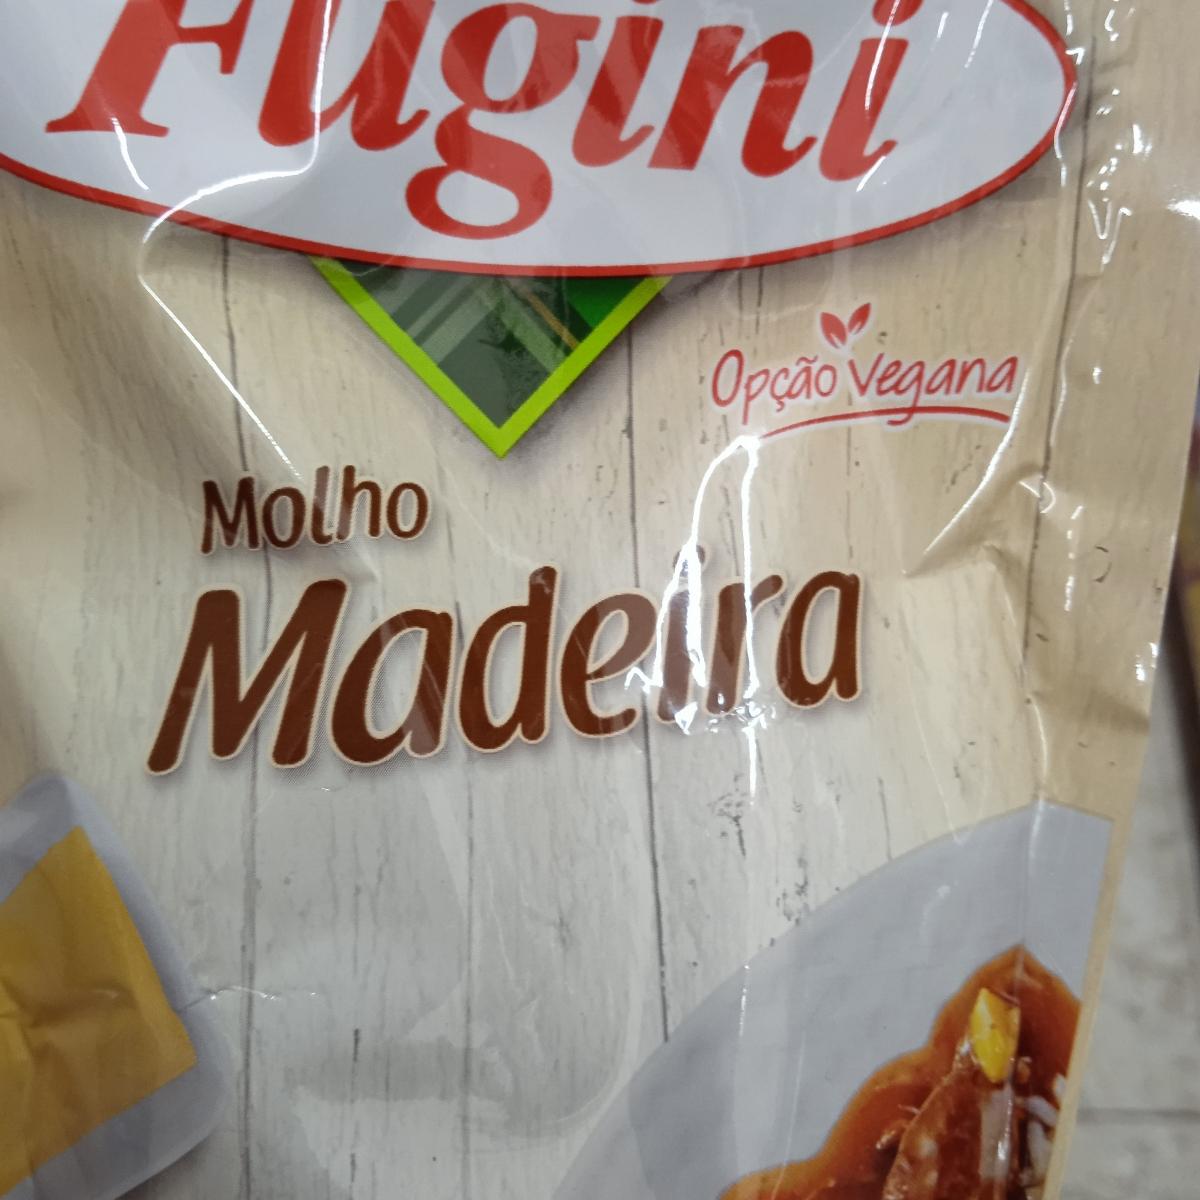 Fugini
Opção vegana
Molho
Madeira